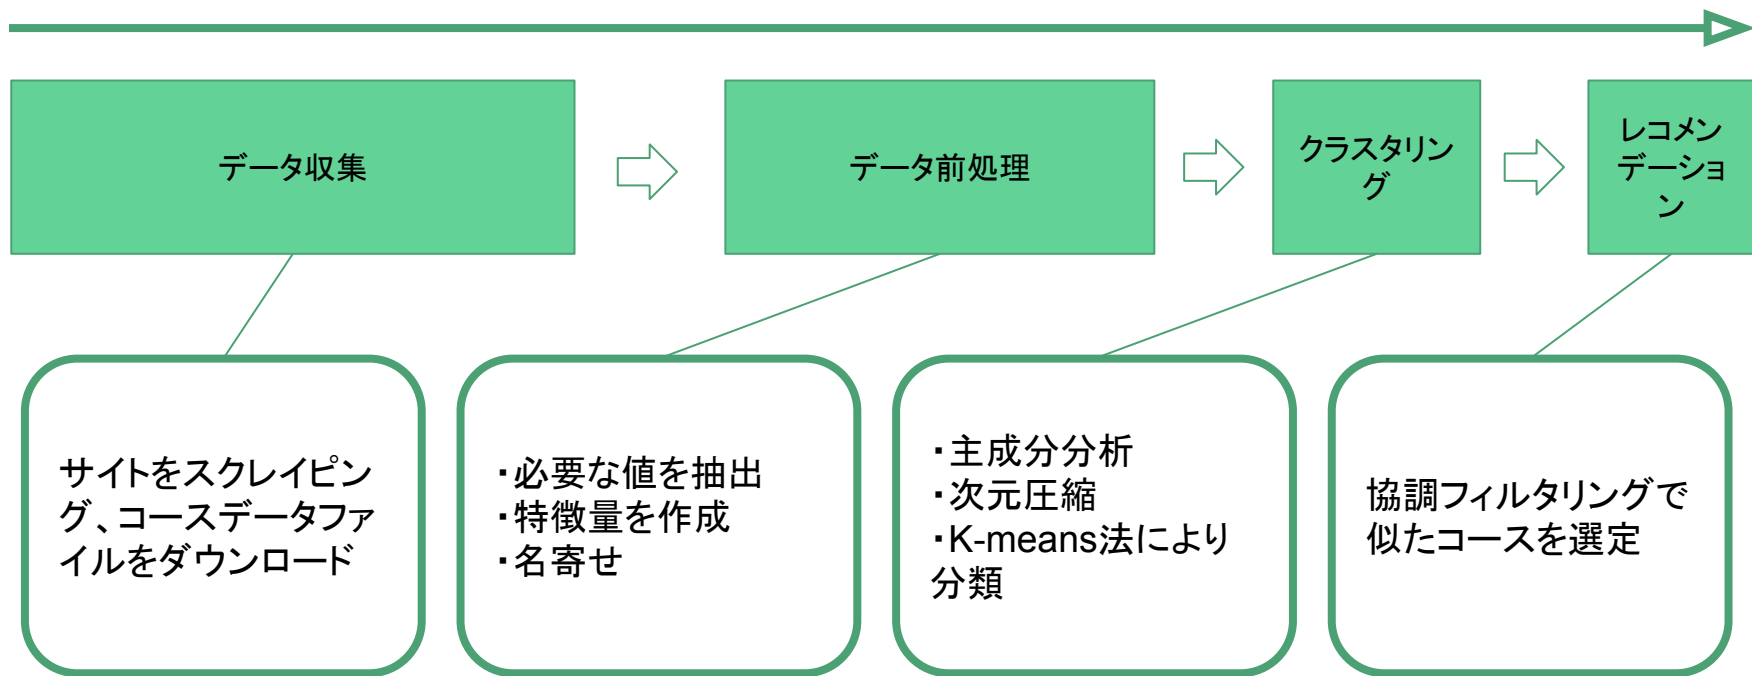 データ収集
データ前処理
クラスタリン
グ
レコメン
デーショ
ン
サイトをスクレイピン
グ、コースデータファ
イルをダウンロード
・必要な値を抽出
・特徴量を作成
・名寄せ
・主成分分析
・次元圧縮
・K-means法により
分類
協調フィルタリングで
似たコースを選定